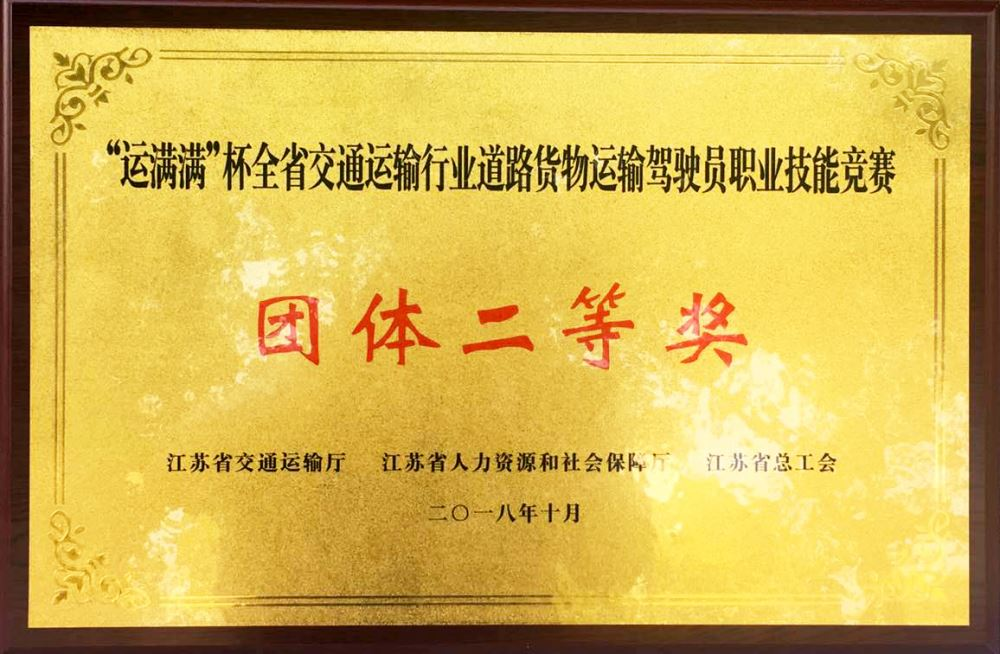 “运满满”杯全省交通运输行业道路货物运输驾驶员职业技能竞赛
团体二等奖
江苏省交通运输厅 江苏省人力资源和社会保障厅 江苏省总工会
二〇一八年十月